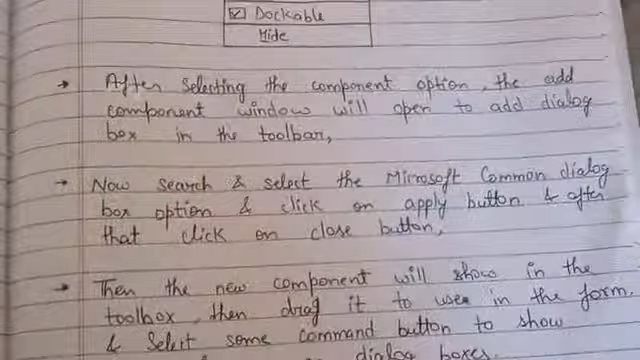 ☑ Dockable
Hide
→ After selecting the component option, the add
component window will open to add dialog
box in the toolbar,
→ Now search & select the Microsoft Common dialog
box option & click on apply button & after
that click on close button,
→ Then the new component will show in the
toolbox, then drag it to use in the form.
& Select some command button to show
dialog boxes.